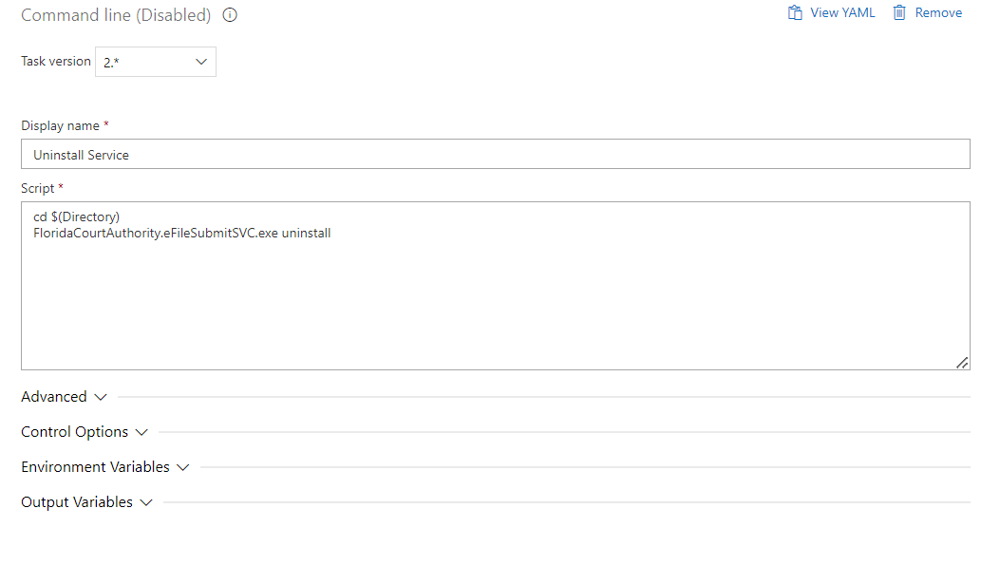 Command line (Disabled)
View YAML
Remove
Task version 2.*
Display name *
Uninstall Service
Script *
cd $(Directory)
FloridaCourtAuthority.eFileSubmitSVC.exe uninstall
Advanced
Control Options
Environment Variables
Output Variables